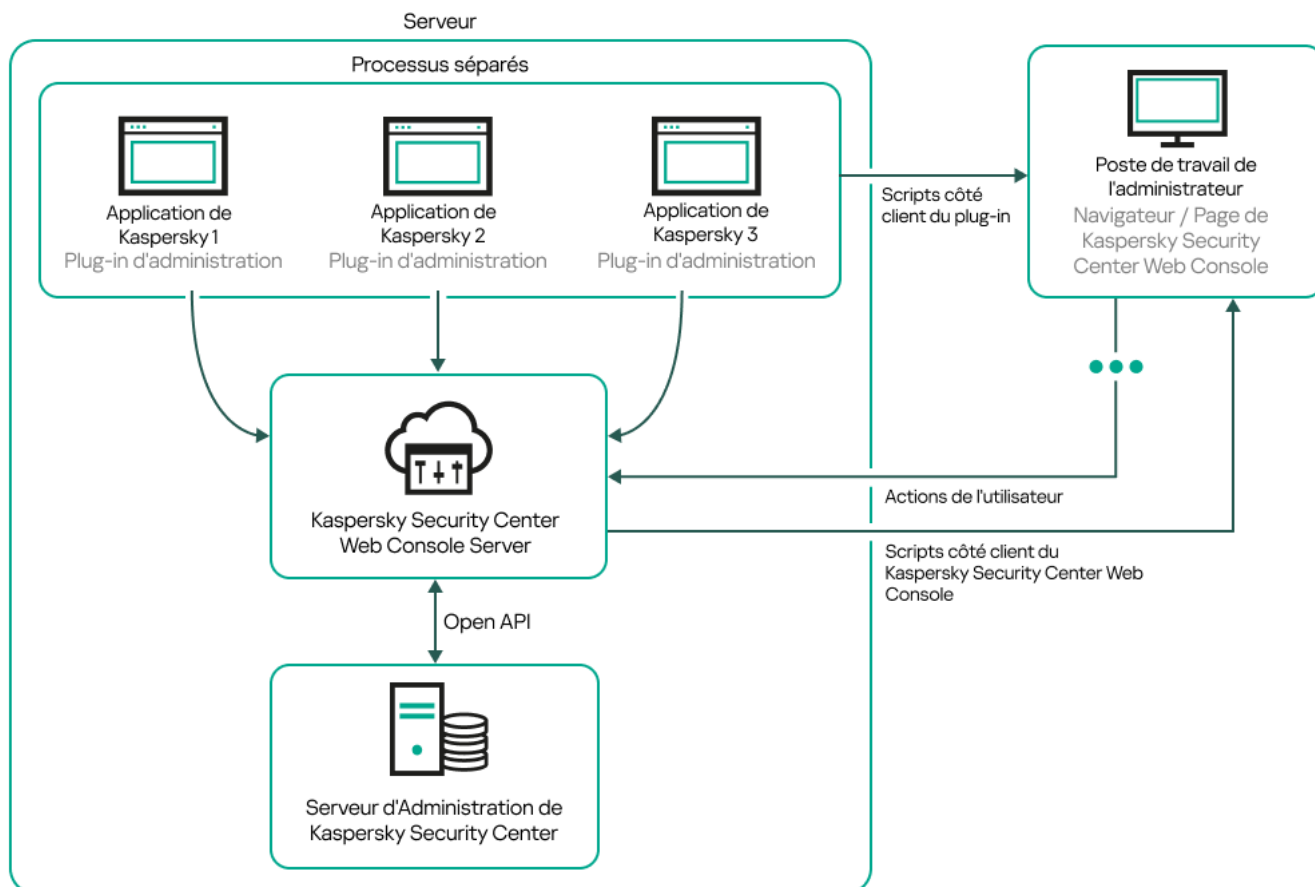 Serveur
Processus séparés
Application de
Kaspersky 1
Plug-in d'administration
Application de
Kaspersky 2
Plug-in d'administration
Application de
Kaspersky 3
Plug-in d'administration
Scripts côté
client du plug-in
Poste de travail de
l'administrateur
Navigateur / Page de
Kaspersky Security
Center Web Console
Kaspersky Security Center
Web Console Server
Actions de l'utilisateur
Scripts côté client du
Kaspersky Security Center Web
Console
Open API
Serveur d'Administration de
Kaspersky Security Center